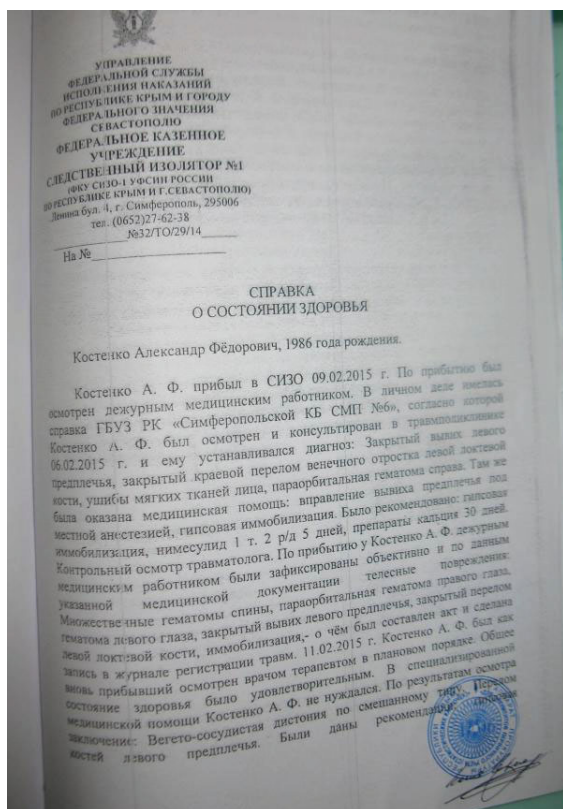 УПРАВЛЕНИЕ
ФЕДЕРАЛЬНОЙ СЛУЖБЫ
ИСПОЛНЕНИЯ НАКАЗАНИЙ
ПО РЕСПУБЛИКЕ КРЫМ И ГОРОДУ
ФЕДЕРАЛЬНОГО ЗНАЧЕНИЯ
СЕВАСТОПОЛЮ
ФЕДЕРАЛЬНОЕ КАЗЕННОЕ
УЧРЕЖДЕНИЕ
СЛЕДСТВЕННЫЙ ИЗОЛЯТОР №1
(ФКУ СИЗО-1 УФСИН РОССИИ
ПО РЕСПУБЛИКЕ КРЫМ И Г.СЕВАСТОПОЛЮ)
Ленина бул. 4, г. Симферополь, 295006
тел. (0652)27-62-38
№32/ТО/29/14
На №
СПРАВКА
О СОСТОЯНИИ ЗДОРОВЬЯ
Костенко Александр Фёдорович, 1986 года рождения.
Костенко А. Ф. прибыл в СИЗО 09.02.2015 г. По прибытию был
осмотрен дежурным медицинским работником. В личном деле имелась
справка ГБУЗ РК «Симферопольской КБ СМП №6», согласно которой
Костенко А. Ф. был осмотрен и консультирован в травмполиклинике
06.02.2015 г. и ему устанавливался диагноз: Закрытый вывих левого
предплечья, закрытый краевой перелом венечного отростка левой локтевой
кости, ушибы мягких тканей лица, параорбитальная гематома справа. Там же
была оказана медицинская помощь: вправление вывиха предплечья под
местной анестезией, гипсовая иммобилизация. Было рекомендовано: гипсовая
иммобилизация, нимесулид 1 т. 2 р/д 5 дней, препараты кальция 30 дней.
Контрольный осмотр травматолога. По прибытию у Костенко А. Ф. дежурным
медицинским работником были зафиксированы объективно и по данным
указанной медицинской документации телесные повреждения:
Множественные гематомы спины, параорбитальная гематома правого глаза,
гематома левого глаза, закрытый вывих левого предплечья, закрытый перелом
левой локтевой кости, иммобилизация,- о чём был составлен акт и сделана
запись в журнале регистрации травм. 11.02.2015 г. Костенко А. Ф. был как
вновь прибывший осмотрен врачом терапевтом в плановом порядке. Общее
состояние здоровья было удовлетворительным. В специализированной
медицинской помощи Костенко А. Ф. не нуждался. По результатам осмотра
заключение: Вегето-сосудистая дистония по смешанному типу. Перелом
костей левого предплечья. Были даны рекомендации: гипсовая